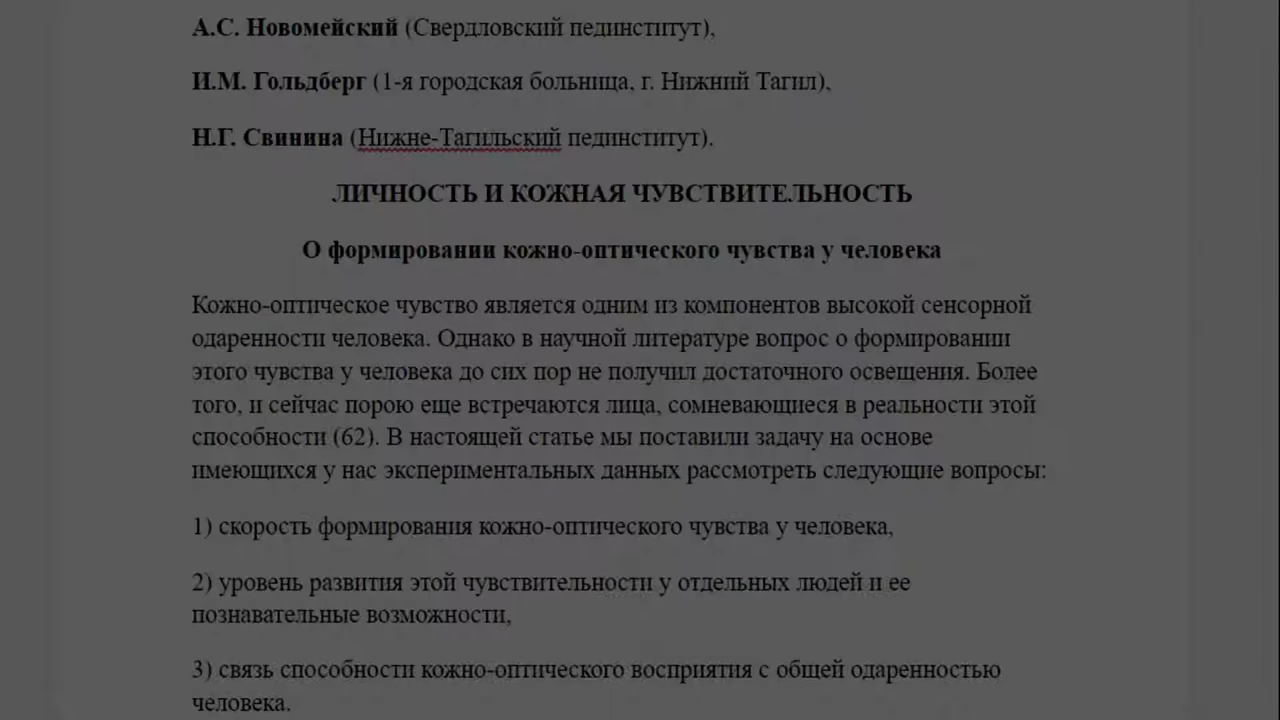 А.С. Новомейский (Свердловский пединститут),
И.М. Гольдберг (1-я городская больница, г. Нижний Тагил),
Н.Г. Свинина (Нижне-Тагильский пединститут).
ЛИЧНОСТЬ И КОЖНАЯ ЧУВСТВИТЕЛЬНОСТЬ
О формировании кожно-оптического чувства у человека
Кожно-оптическое чувство является одним из компонентов высокой сенсорной
одаренности человека. Однако в научной литературе вопрос о формировании
этого чувства у человека до сих пор не получил достаточного освещения. Более
того, и сейчас порою еще встречаются лица, сомневающиеся в реальности этой
способности (62). В настоящей статье мы поставили задачу на основе
имеющихся у нас экспериментальных данных рассмотреть следующие вопросы:
1) скорость формирования кожно-оптического чувства у человека,
2) уровень развития этой чувствительности у отдельных людей и ее
познавательные возможности,
3) связь способности кожно-оптического восприятия с общей одаренностью
человека.